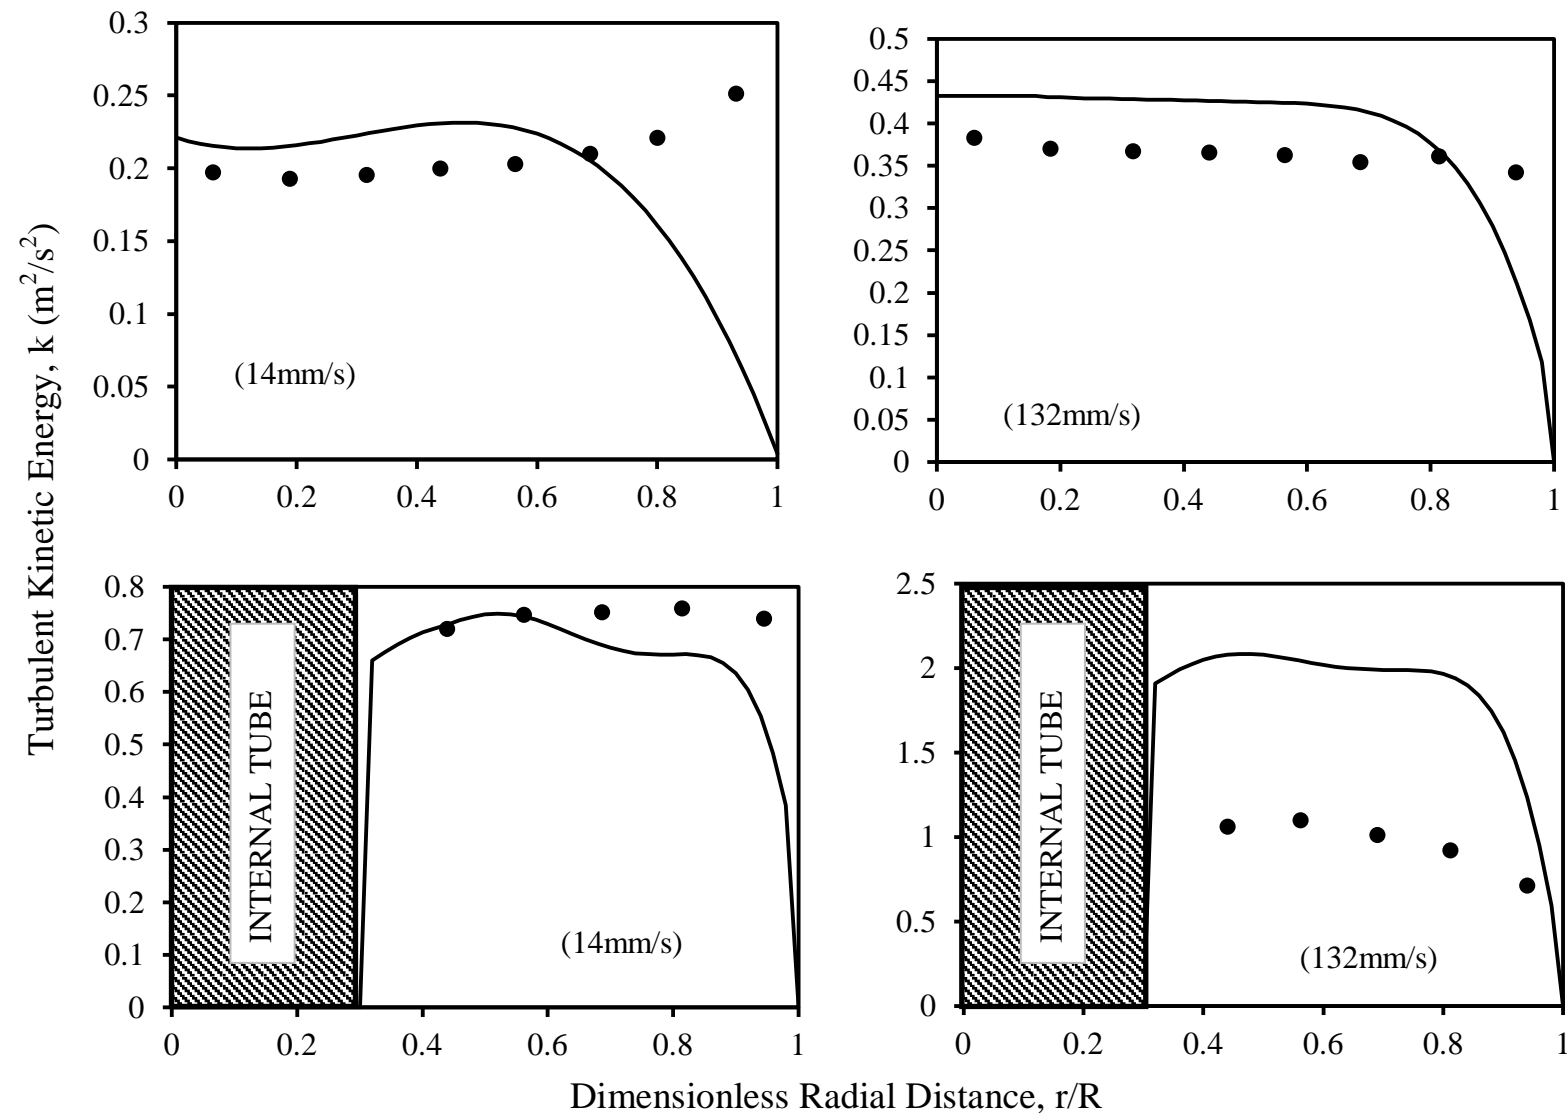 Turbulent Kinetic Energy, k (m²/s²)
0.3
0.25
0.2
0.15
0.1
0.05
0
(14mm/s)
0 0.2 0.4 0.6 0.8 1
0.5
0.45
0.4
0.35
0.3
0.25
0.2
0.15
0.1
0.05
0
(132mm/s)
0 0.2 0.4 0.6 0.8 1
0.8
0.7
0.6
0.5
0.4
0.3
0.2
0.1
0
INTERNAL TUBE
(14mm/s)
0 0.2 0.4 0.6 0.8 1
2.5
2
1.5
1
0.5
0
INTERNAL TUBE
(132mm/s)
0 0.2 0.4 0.6 0.8 1
Dimensionless Radial Distance, r/R